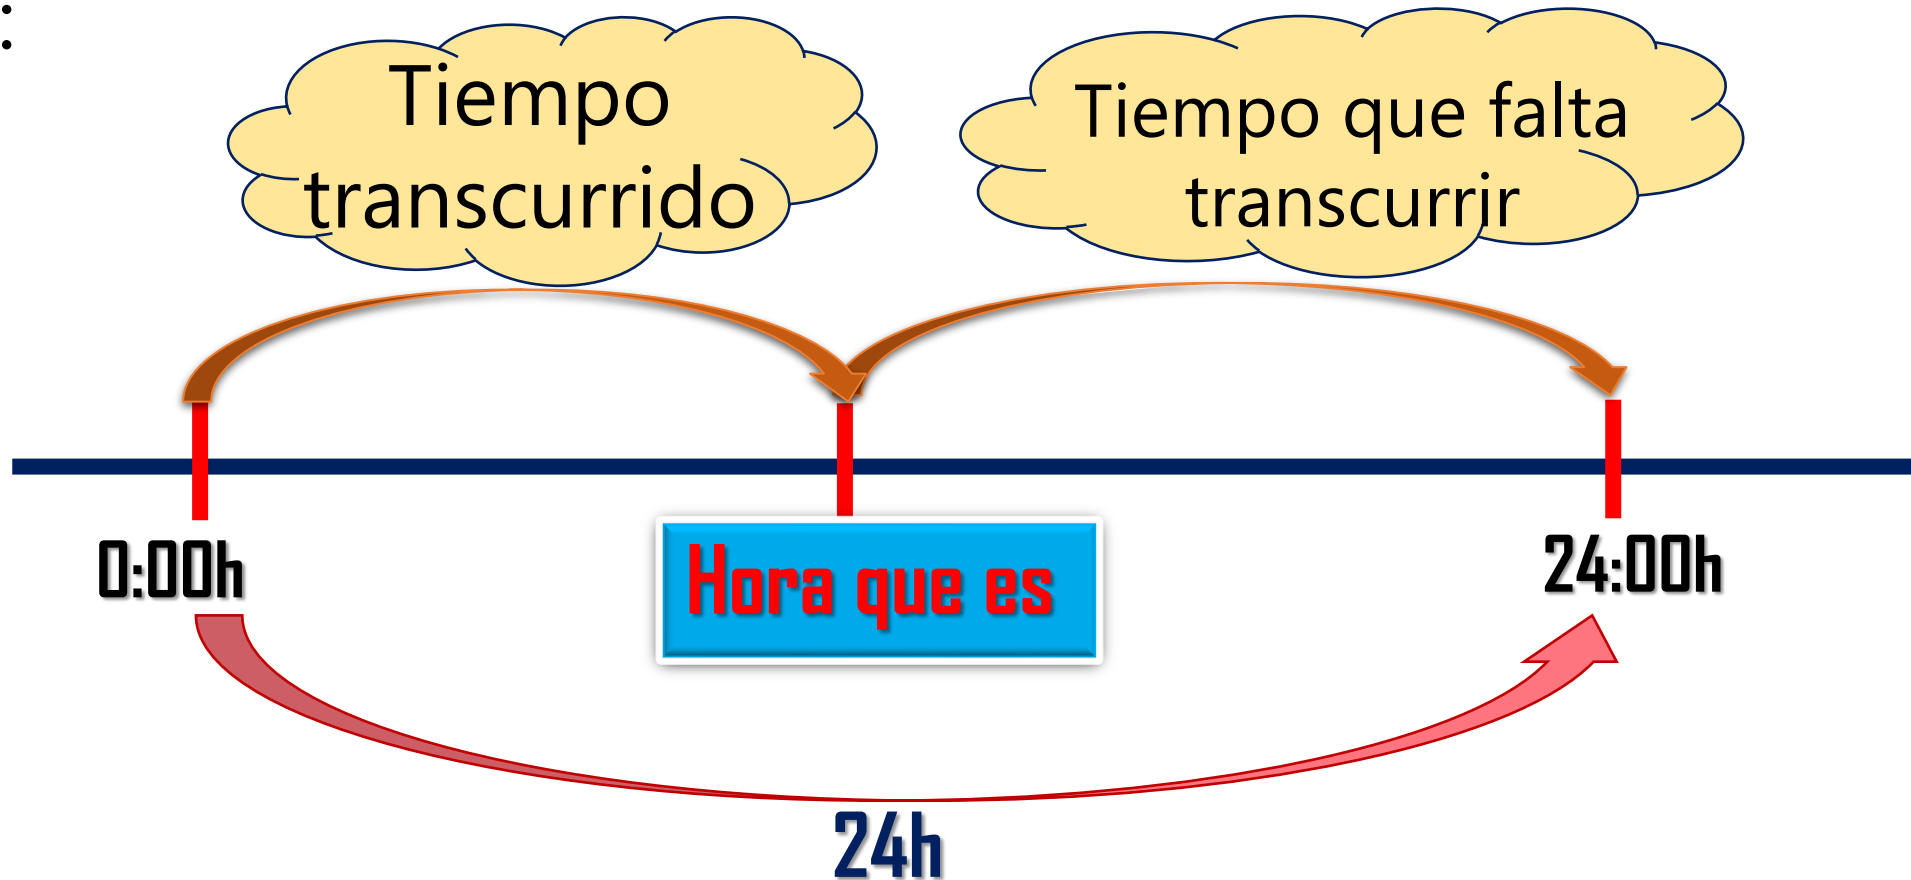 :
Tiempo
transcurrido
Tiempo que falta
transcurrir
0:00h
Hora que es
24:00h
24h